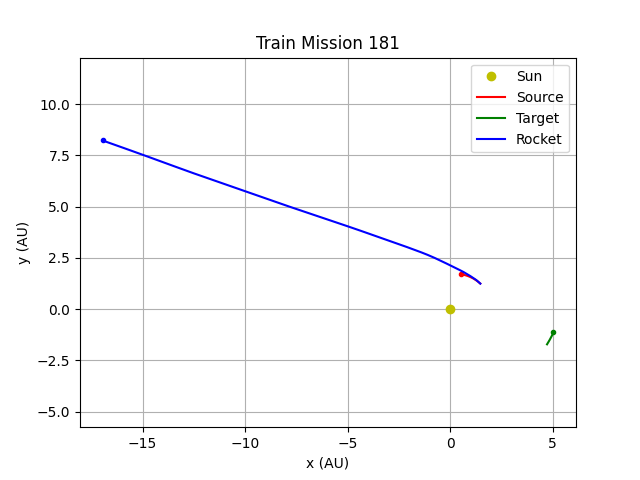 Train Mission 181
Sun
Source
Target
Rocket
y (AU)
10.0
7.5
5.0
2.5
0.0
−2.5
−5.0
−15
−10
−5
0
5
x (AU)